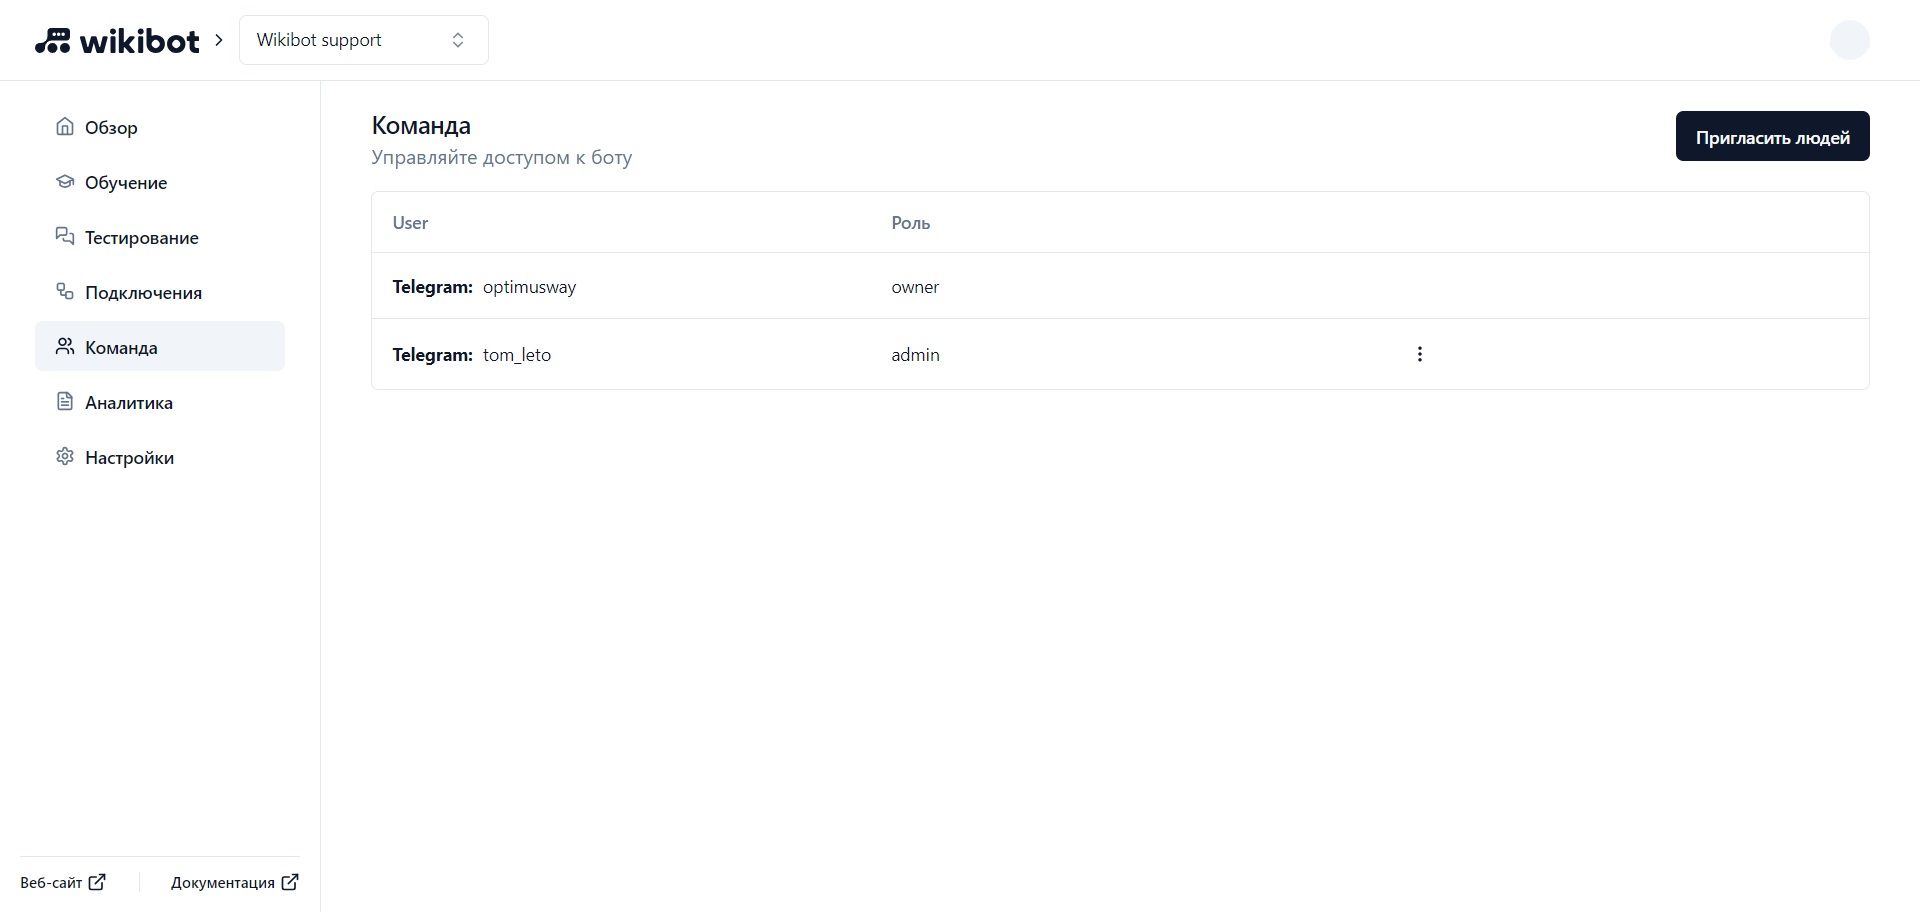 wikibot
Wikibot support
Обзор
Обучение
Тестирование
Подключения
Команда
Аналитика
Настройки
Веб-сайт
Документация
Команда
Управляйте доступом к боту
Пригласить людей
User Роль
Telegram: optimusway owner
Telegram: tom_leto admin